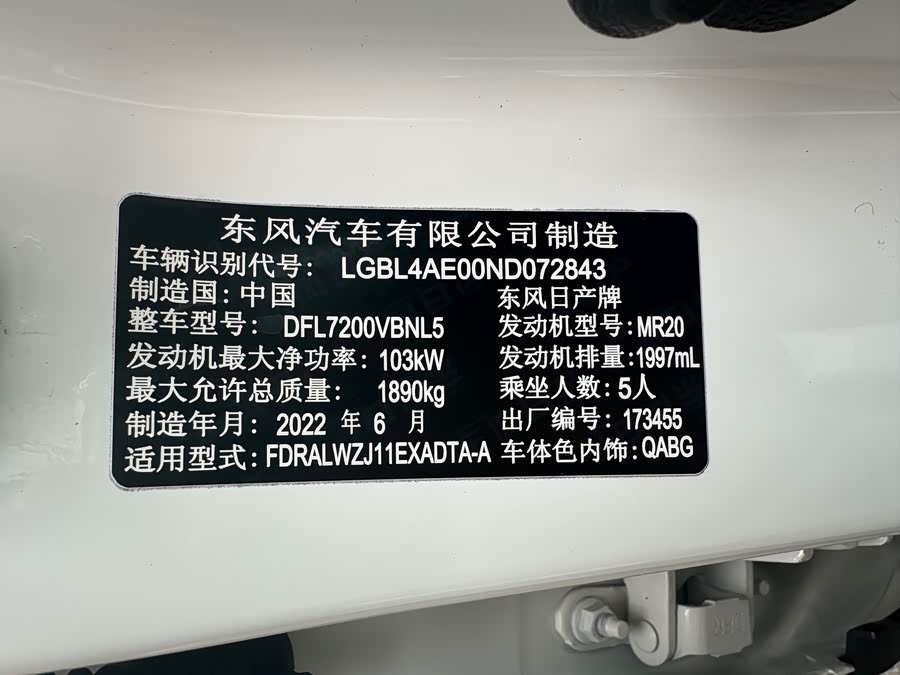 东风汽车有限公司制造
车辆识别代号: LGBL4AE00ND072843
制造国:中国 东风日产牌
整车型号: DFL7200VBNL5 发动机型号:MR20
发动机最大净功率: 103kW 发动机排量:1997mL
最大允许总质量: 1890kg 乘坐人数:5人
制造年月: 2022 年 6 月 出厂编号: 173455
适用型式:FDRALWZJ11EXADTA-A 车体色内饰:QABG